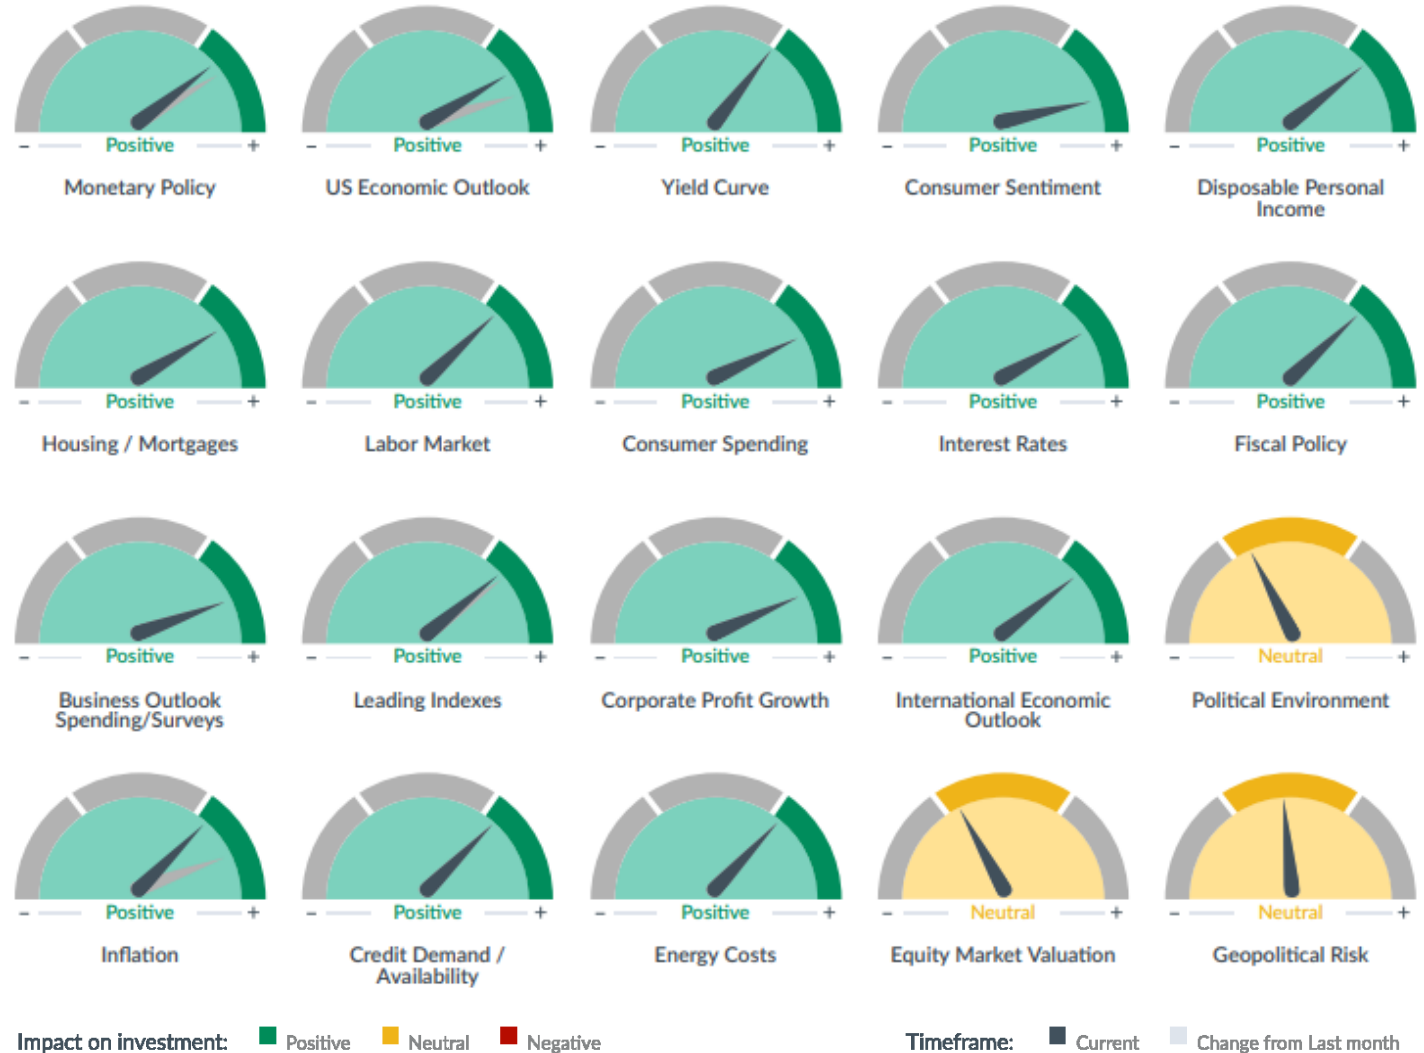 - Positive +
- Positive +
- Positive +
- Positive +
- Positive +
Monetary Policy
US Economic Outlook
Yield Curve
Consumer Sentiment
Disposable Personal
Income
- Positive +
- Positive +
- Positive +
- Positive +
- Positive +
Housing / Mortgages
Labor Market
Consumer Spending
Interest Rates
Fiscal Policy
- Positive +
- Positive +
- Positive +
- Positive +
- Neutral +
Business Outlook
Spending/Surveys
Leading Indexes
Corporate Profit Growth
International Economic
Outlook
Political Environment
- Positive +
- Positive +
- Positive +
- Neutral +
- Neutral +
Inflation
Credit Demand /
Availability
Energy Costs
Equity Market Valuation
Geopolitical Risk
Impact on investment: Positive Neutral Negative
Timeframe: Current Change from Last month